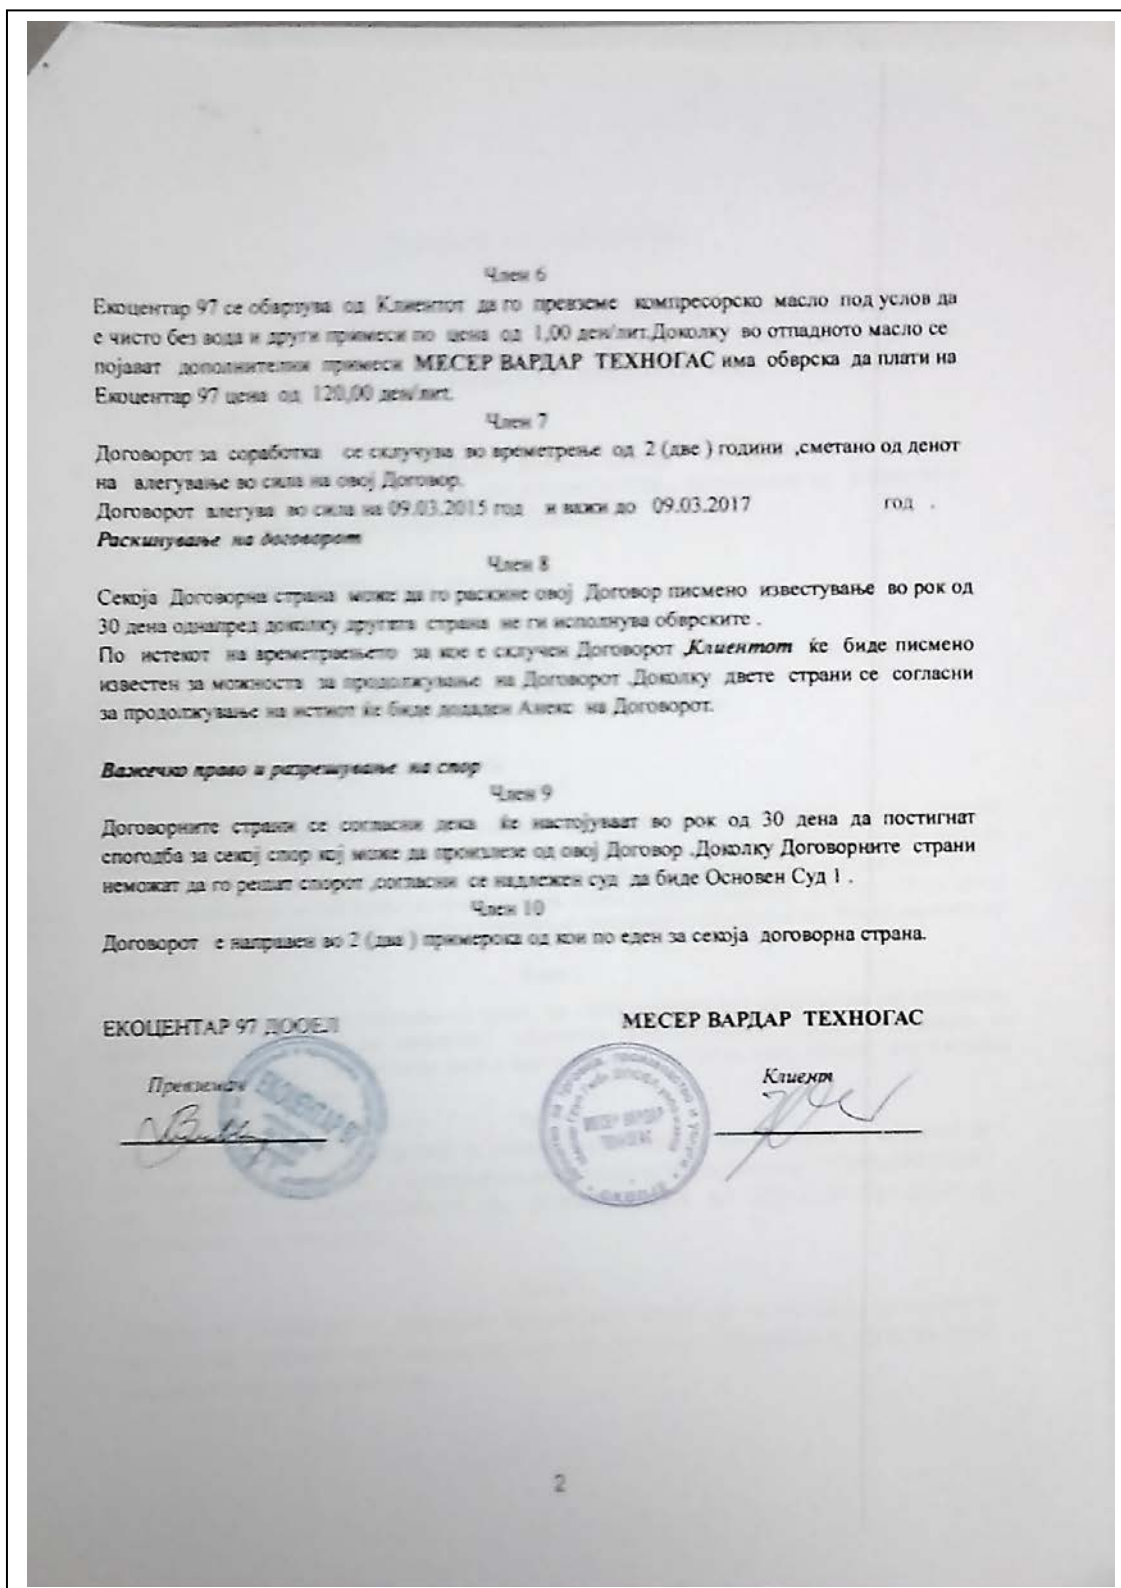 Член 6
Екоцентар 97 се обврзува од Клиентот да го превземе компресорско масло под услов да
е чисто без вода и други примеси по цена од 1,00 ден/лит.Доколку во отпадното масло се
појават дополнителни примеси МЕСЕР ВАРДАР ТЕХНОГАС има обврска да плати на
Екоцентар 97 цена од 120,00 ден/лит.
Член 7
Договорот за соработка се склучува во времетрење од 2 (две ) години ,сметано од денот
на влегување во сила на овој Договор.
Договорот влегува во сила на 09.03.2015 год и важи до 09.03.2017 год .
Раскинување на договорот
Член 8
Секоја Договорна страна може да го раскине овој Договор писмено известување во рок од
30 дена однапред доколку другата страна не ги исполнува обврските .
По истекот на времетраењето за кое е склучен Договорот ,Клиентот ќе биде писмено
известен за можноста за продолжување на Договорот .Доколку двете страни се согласни
за продолжување на истиот ќе биде додаден Анекс на Договорот.
Важечко право и разрешување на спор
Член 9
Договорните страни се согласни дека ќе настојуваат во рок од 30 дена да постигнат
спогодба за секој спор кој може да произлезе од овој Договор .Доколку Договорните страни
неможат да го решат спорот ,согласни се надлежен суд да биде Основен Суд 1 .
Член 10
Договорот е направен во 2 (два ) примерока од кои по еден за секоја договорна страна.
ЕКОЦЕНТАР 97 ДООЕЛ МЕСЕР ВАРДАР ТЕХНОГАС
Превземач Клиент
ЕКОЦЕНТАР 97
МЕСЕР ВАРДАР
ТЕХНОГАС
СКОПЈЕ
2